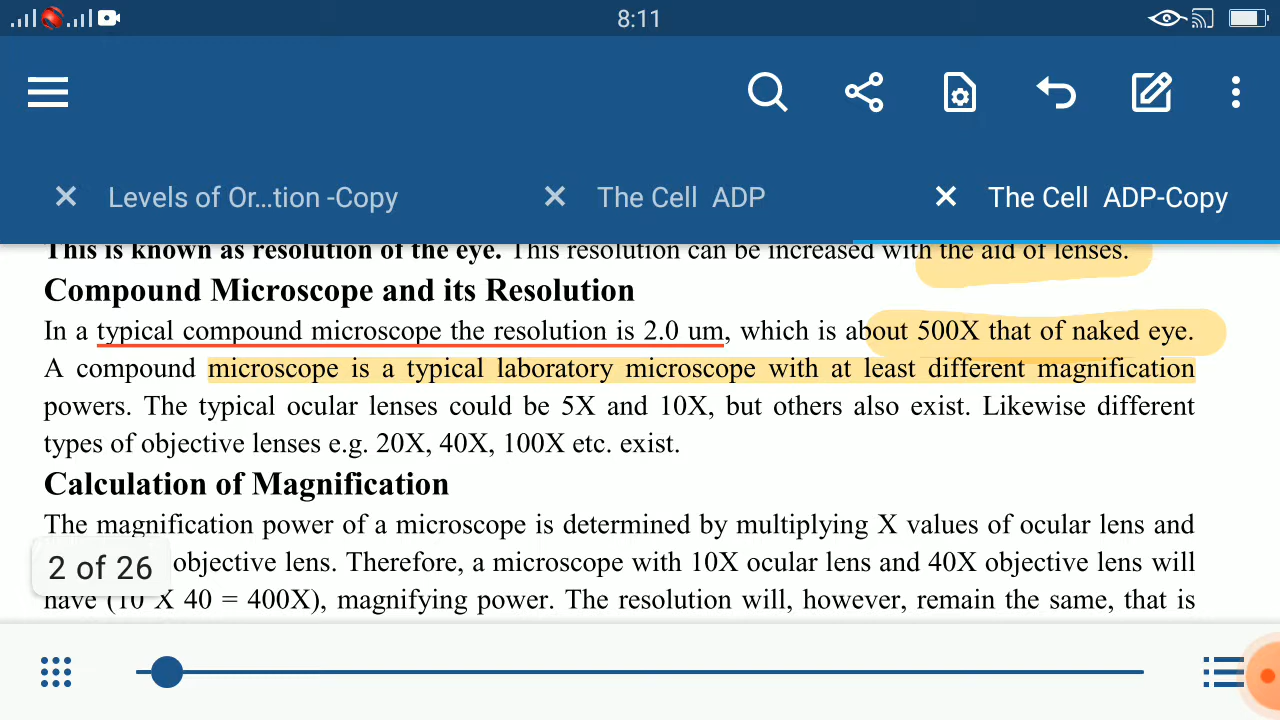 8:11
Levels of Or...tion -Copy
The Cell ADP
The Cell ADP-Copy
This is known as resolution of the eye. This resolution can be increased with the aid of lenses.
Compound Microscope and its Resolution
In a typical compound microscope the resolution is 2.0 um, which is about 500X that of naked eye.
A compound microscope is a typical laboratory microscope with at least different magnification
powers. The typical ocular lenses could be 5X and 10X, but others also exist. Likewise different
types of objective lenses e.g. 20X, 40X, 100X etc. exist.
Calculation of Magnification
The magnification power of a microscope is determined by multiplying X values of ocular lens and
objective lens. Therefore, a microscope with 10X ocular lens and 40X objective lens will
2 of 26
have (10 X 40 = 400X), magnifying power. The resolution will, however, remain the same, that is